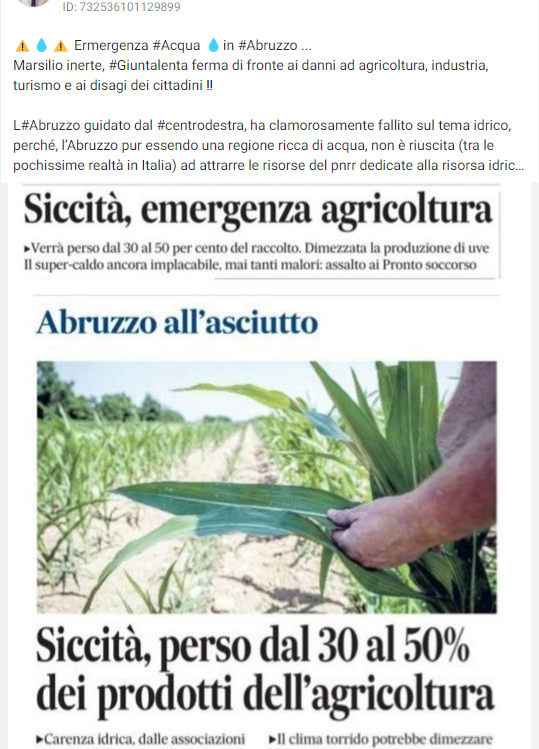 ID: 732536101129899
⚠️ 💧 ⚠️ Ermergenza #Acqua 💧in #Abruzzo ...
Marsilio inerte, #Giuntalenta ferma di fronte ai danni ad agricoltura, industria,
turismo e ai disagi dei cittadini ‼
L#Abruzzo guidato dal #centrodestra, ha clamorosamente fallito sul tema idrico,
perché, l'Abruzzo pur essendo una regione ricca di acqua, non è riuscita (tra le
pochissime realtà in Italia) ad attrarre le risorse del pnrr dedicate alla risorsa idric...
Siccità, emergenza agricoltura
▸Verrà perso dal 30 al 50 per cento del raccolto. Dimezzata la produzione di uve
Il super-caldo ancora implacabile, mai tanti malori: assalto ai Pronto soccorso
Abruzzo all'asciutto
Siccità, perso dal 30 al 50%
dei prodotti dell'agricoltura
▸Carenza idrica, dalle associazioni ▸Il clima torrido potrebbe dimezzare